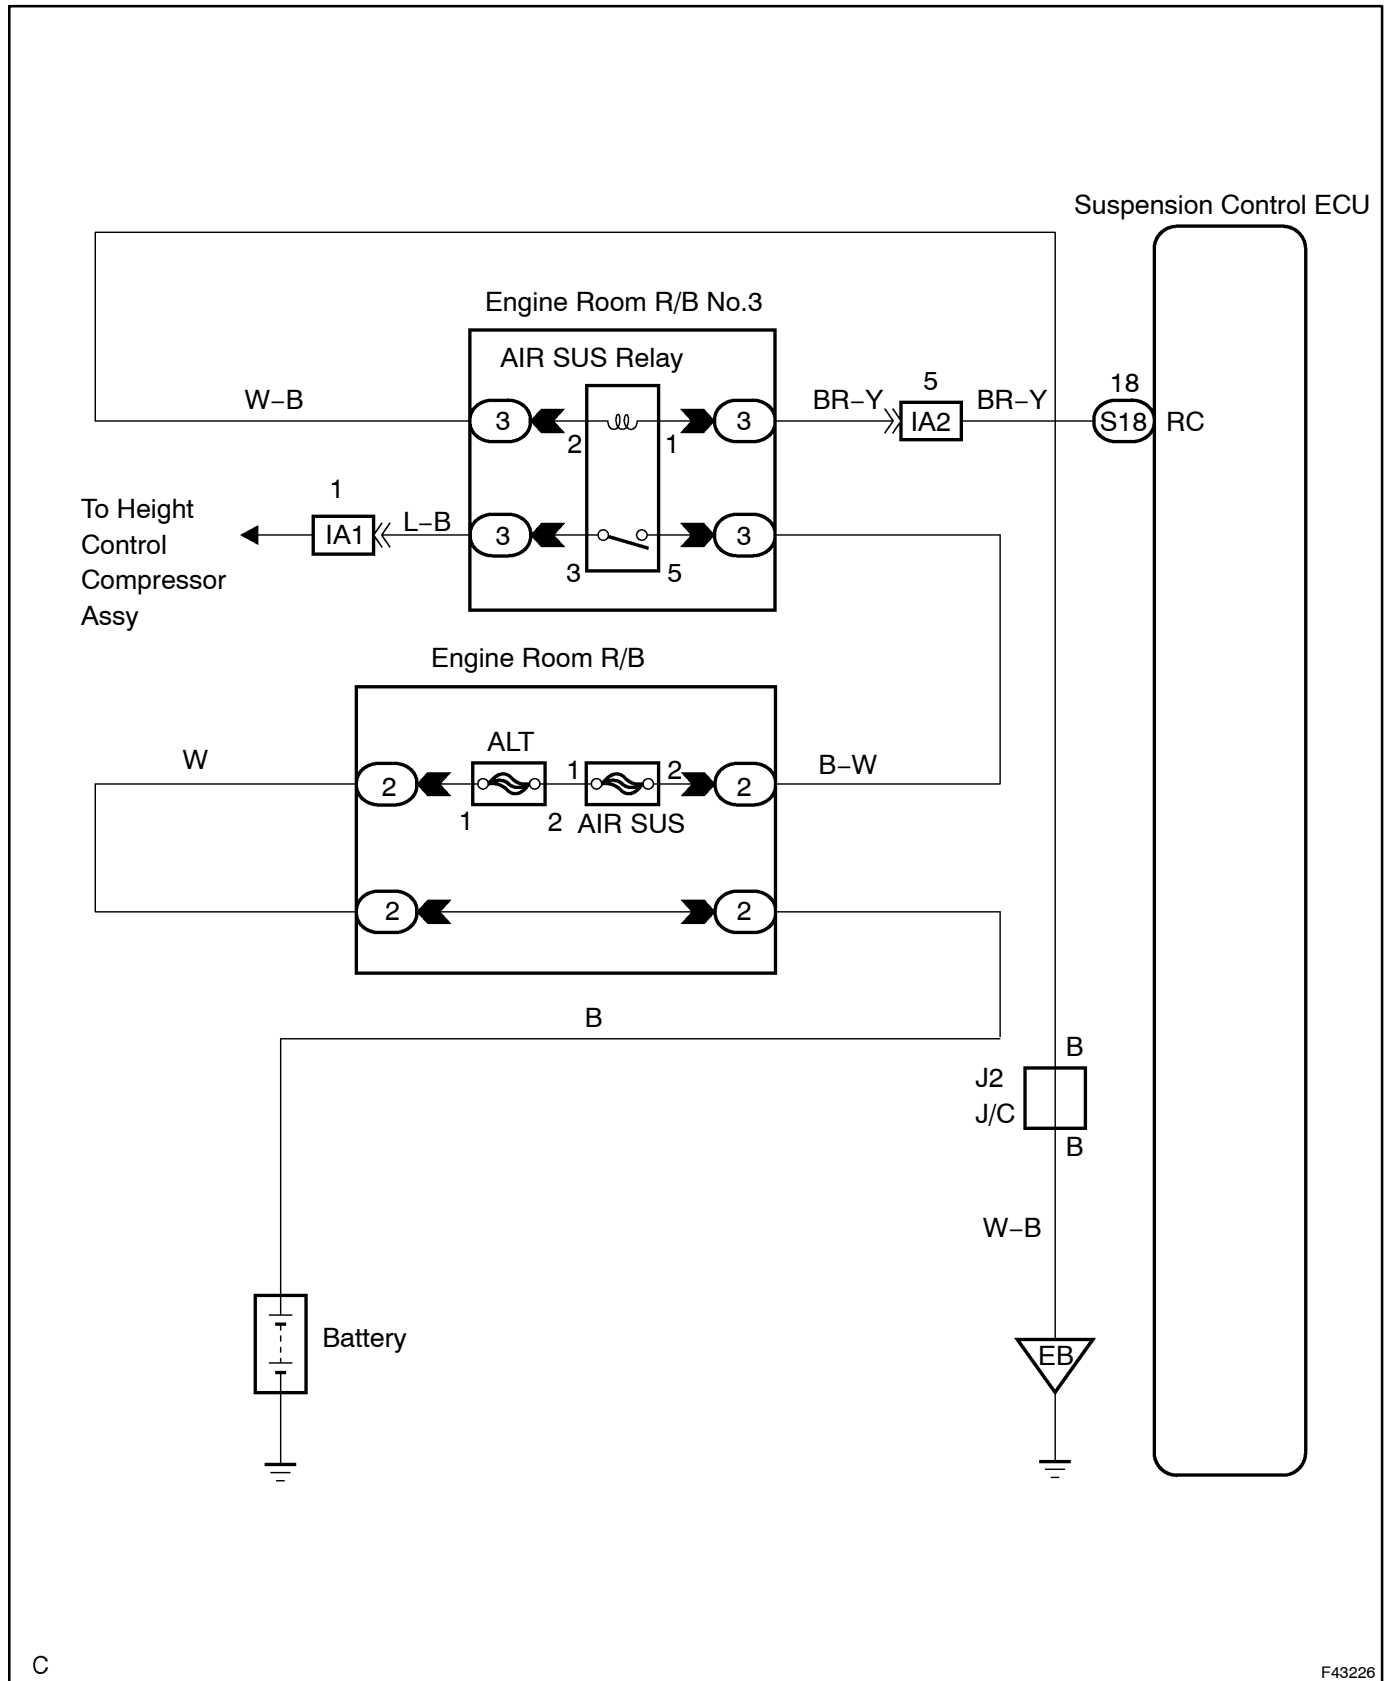 Suspension Control ECU
Engine Room R/B No.3
AIR SUS Relay
W–B
3
2
1
3
BR–Y
5
IA2
BR–Y
18
S18
RC
To Height
Control
Compressor
Assy
1
IA1
L–B
3
3
5
3
Engine Room R/B
W
2
ALT
1
2
1
2
AIR SUS
2
B–W
2
2
B
B
J2
J/C
B
W–B
EB
Battery
C
F43226